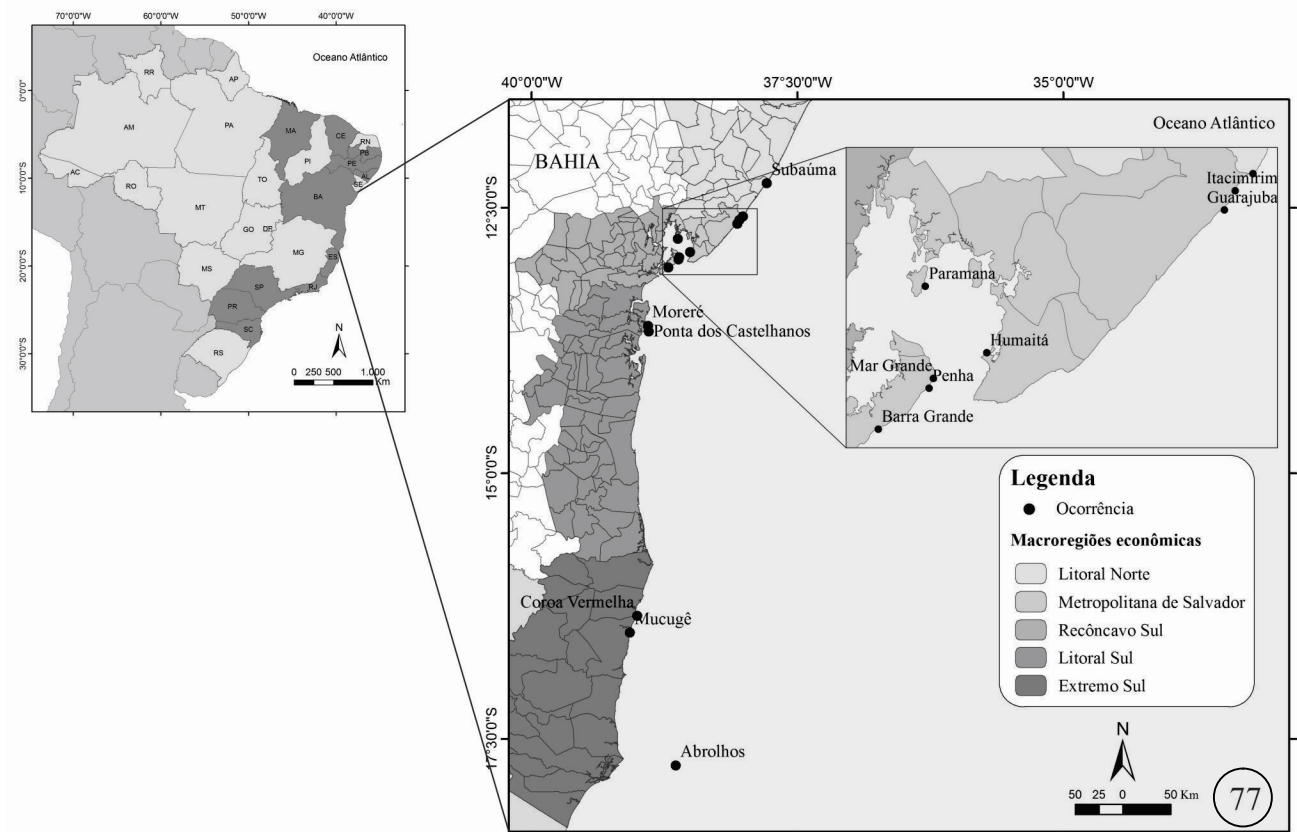 70°0'0"W 60°0'0"W 50°0'0"W 40°0'0"W
Oceano Atlântico
0°0'0"
10°0'0"S
20°0'0"S
30°0'0"S
RR
AP
AM
PA
MA
CE
RN
PB
PE
AL
SE
PI
AC
RO
TO
BA
MT
GO
DF
MG
ES
MS
SP
RJ
PR
SC
RS
N
0 250 500 1.000
Km
40°0'0"W 37°30'0"W 35°0'0"W
12°30'0"S
15°0'0"S
17°30'0"S
Oceano Atlântico
BAHIA
Subaúma
Moreré
Ponta dos Castelhanos
Coroa Vermelha
Mucugê
Abrolhos
Itacimirim
Guarajuba
Paramana
Humaitá
Mar Grande
Penha
Barra Grande
Legenda
Ocorrência
Macroregiões econômicas
Litoral Norte
Metropolitana de Salvador
Recôncavo Sul
Litoral Sul
Extremo Sul
N
50 25 0 50 Km
77